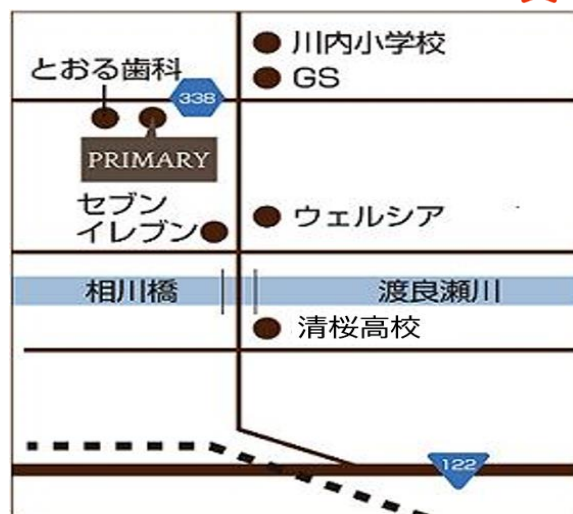 川内小学校
とおる歯科
GS
338
PRIMARY
セブン
イレブン
ウェルシア
相川橋
渡良瀬川
清桜高校
122